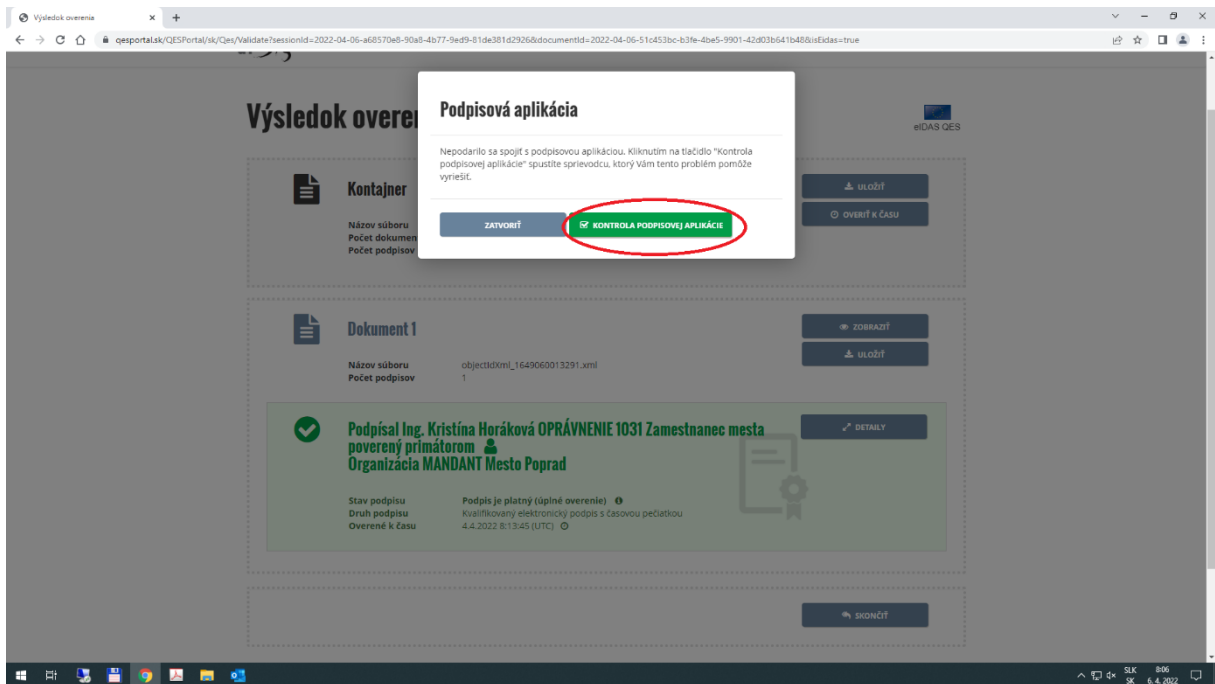 Výsledok overenia
qesportal.sk/QESPortal/sk/Qes/Validate?sessionId=2022-04-06-a68570e8-90a8-4b77-9ed9-81de381d2926&documentId=2022-04-06-51c453bc-b3fe-4be5-9901-42d03b641b48&isEidas=true
Výsledok overe
Podpisová aplikácia
eIDAS QES
Nepodarilo sa spojiť s podpisovou aplikáciou. Kliknutím na tlačidlo "Kontrola
podpisovej aplikácie" spustíte sprievodcu, ktorý Vám tento problém pomôže
vyriešiť.
ZATVORIŤ
KONTROLA PODPISOVEJ APLIKÁCIE
Kontajner
ULOŽIŤ
OVERIŤ K ČASU
Názov súboru
Počet dokumen
Počet podpisov
Dokument 1
ZOBRAZIŤ
ULOŽIŤ
Názov súboru objectIdXml_1649060013291.xml
Počet podpisov 1
Podpísal Ing. Kristína Horáková OPRÁVNENIE 1031 Zamestnanec mesta
poverený primátorom
Organizácia MANDANT Mesto Poprad
DETAILY
Stav podpisu Podpis je platný (úplné overenie)
Druh podpisu Kvalifikovaný elektronický podpis s časovou pečiatkou
Overené k času 4.4.2022 8:13:45 (UTC)
SKONČIŤ
SLK 8:06
SK 6. 4. 2022